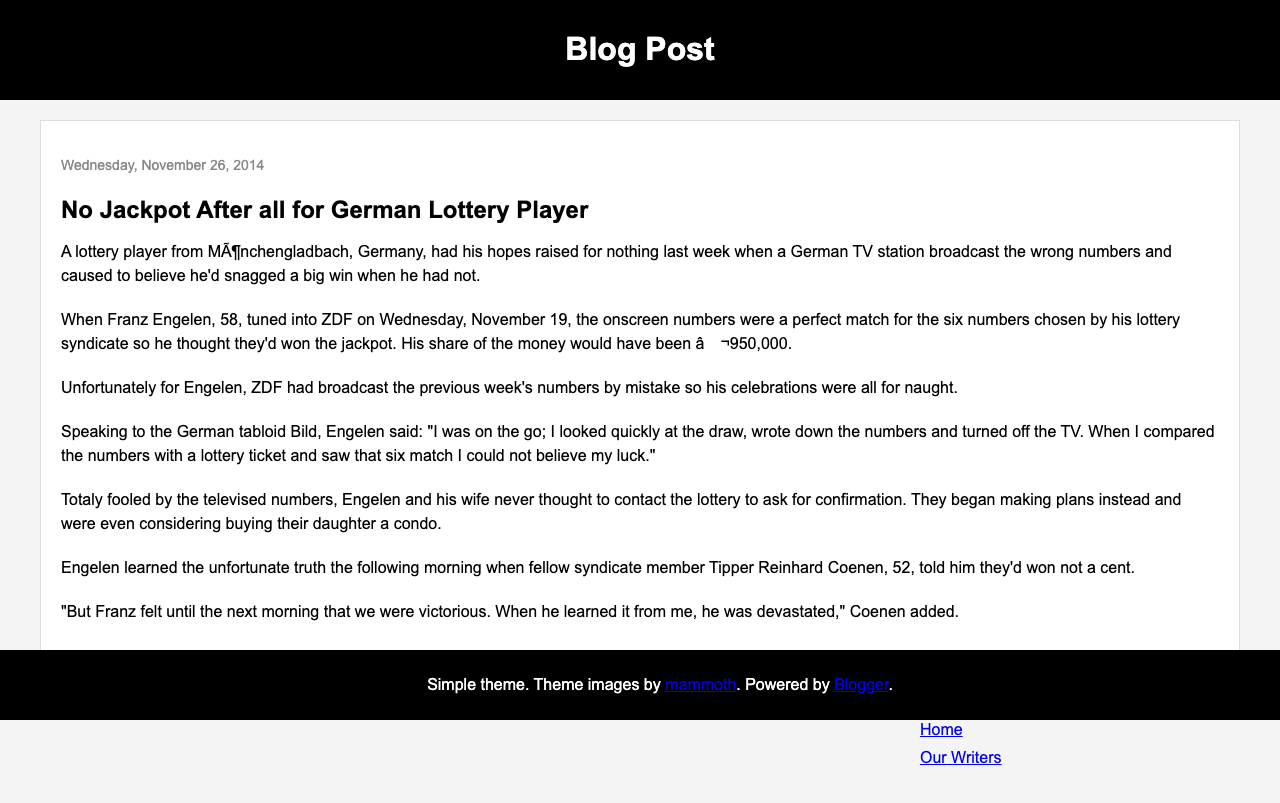 Blog Post
Wednesday, November 26, 2014
No Jackpot After all for German Lottery Player
A lottery player from MÃ¶nchengladbach, Germany, had his hopes raised for nothing last week when a German TV station broadcast the wrong numbers and
caused to believe he'd snagged a big win when he had not.
When Franz Engelen, 58, tuned into ZDF on Wednesday, November 19, the onscreen numbers were a perfect match for the six numbers chosen by his lottery
syndicate so he thought they'd won the jackpot. His share of the money would have been â ¬950,000.
Unfortunately for Engelen, ZDF had broadcast the previous week's numbers by mistake so his celebrations were all for naught.
Speaking to the German tabloid Bild, Engelen said: "I was on the go; I looked quickly at the draw, wrote down the numbers and turned off the TV. When I compared
the numbers with a lottery ticket and saw that six match I could not believe my luck."
Totaly fooled by the televised numbers, Engelen and his wife never thought to contact the lottery to ask for confirmation. They began making plans instead and
were even considering buying their daughter a condo.
Engelen learned the unfortunate truth the following morning when fellow syndicate member Tipper Reinhard Coenen, 52, told him they'd won not a cent.
"But Franz felt until the next morning that we were victorious. When he learned it from me, he was devastated," Coenen added.
Simple theme. Theme images by mammoth. Powered by Blogger.
Home
Our Writers